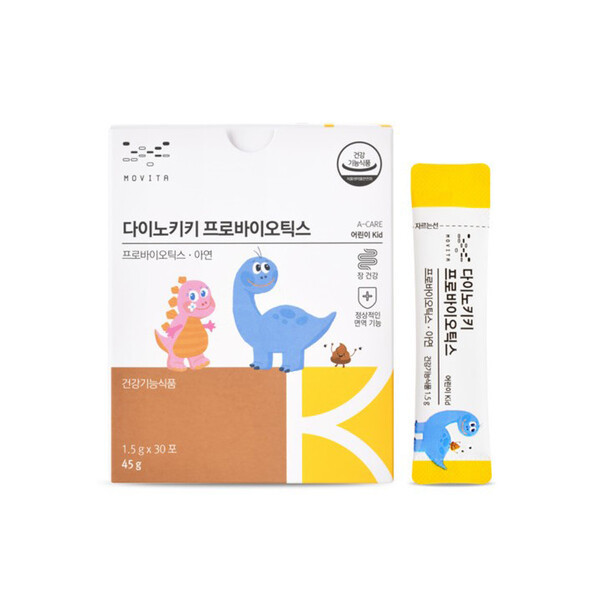 MOVITA
건강
기능식품
다이노키키 프로바이오틱스
프로바이오틱스 · 아연
A-CARE
어린이 Kid
장 건강
정상적인
면역 기능
건강기능식품
1.5 g x 30 포
45 g
자르는선
MOVITA
다이노키키
프로바이오틱스
프로바이오틱스 · 아연
어린이 Kid
건강기능식품 1.5 g